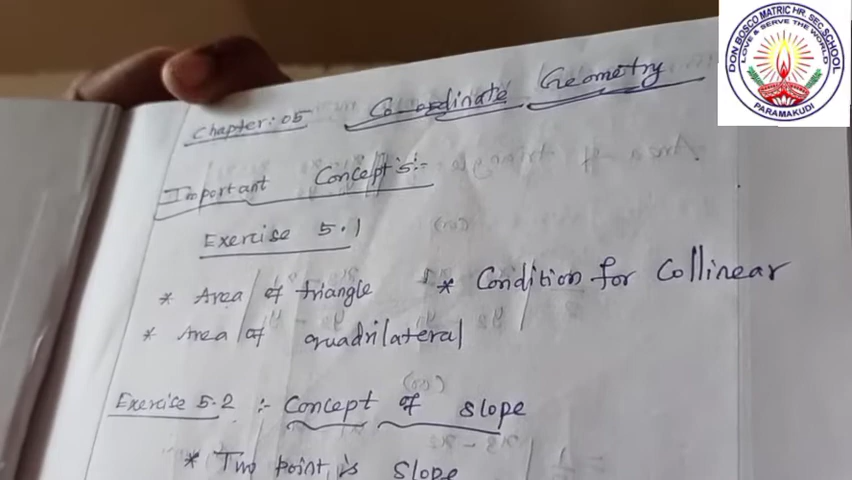 DON BOSCO MATRIC HR. SEC. SCHOOL
LOVE & SERVE THE WORLD
PARAMAKUDI
Chapter: 05 Co-ordinate Geometry
Important Concept's:-
Exercise 5.1
* Area of triangle * Condition for Collinear
* Area of quadrilateral
Exercise 5.2 :- Concept of slope
* Two point is slope